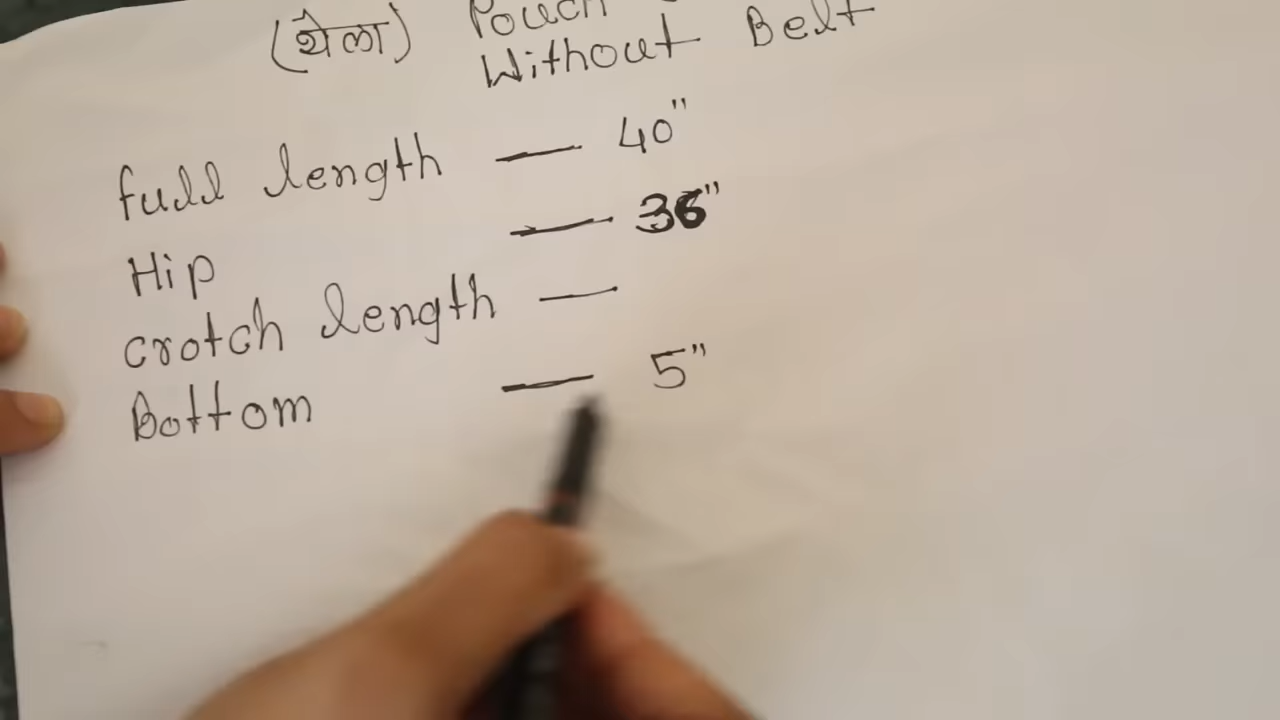 (थैला) Pouch
Without Belt
full length — 40"
Hip — 36"
crotch length —
Bottom — 5"